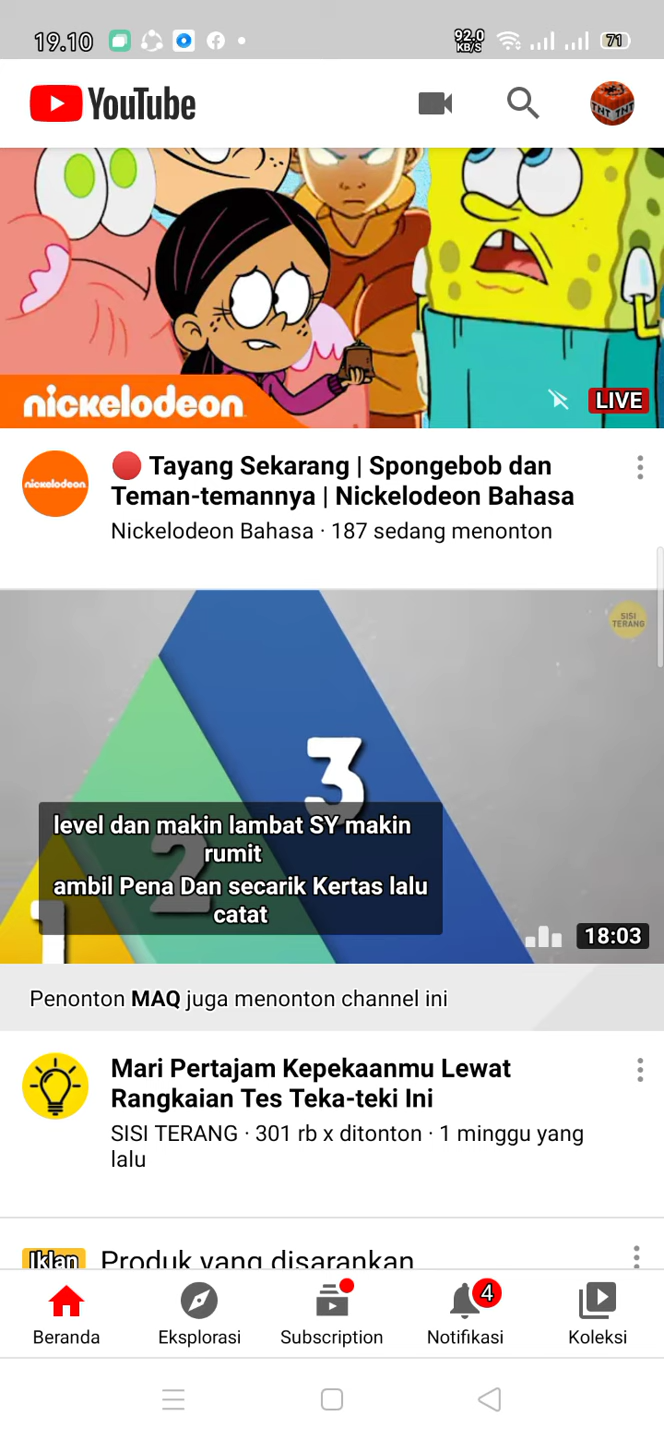 19.10
92.0
KB/S
71
YouTube
TNT TNT
nickelodeon
LIVE
nickelodeon
Tayang Sekarang | Spongebob dan
Teman-temannya | Nickelodeon Bahasa
Nickelodeon Bahasa · 187 sedang menonton
SISI
TERANG
3
2
1
level dan makin lambat SY makin
rumit
ambil Pena Dan secarik Kertas lalu
catat
18:03
Penonton MAQ juga menonton channel ini
Mari Pertajam Kepekaanmu Lewat
Rangkaian Tes Teka-teki Ini
SISI TERANG · 301 rb x ditonton · 1 minggu yang
lalu
Iklan Produk yang disarankan
4
Beranda
Eksplorasi
Subscription
Notifikasi
Koleksi